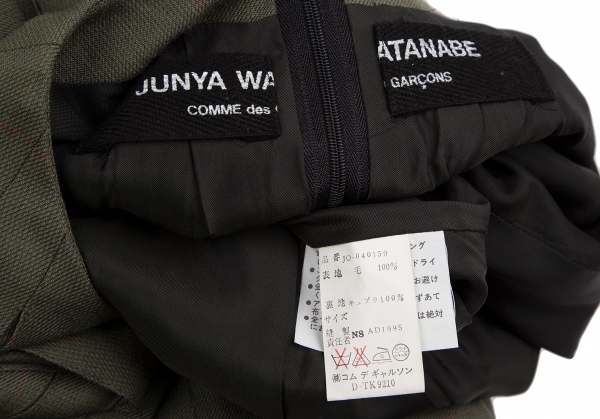 JUNYA WA
ATANABE
COMME des
GARÇONS
品番 JO-040150
表地 毛 100%
裏地 キュプラ100%
サイズ
縫製 NS AD1995
責任者
ドライ
㈱コム デ ギャルソン
D-TK9210
ング
ドライ
お避け
ずあて
は絶対